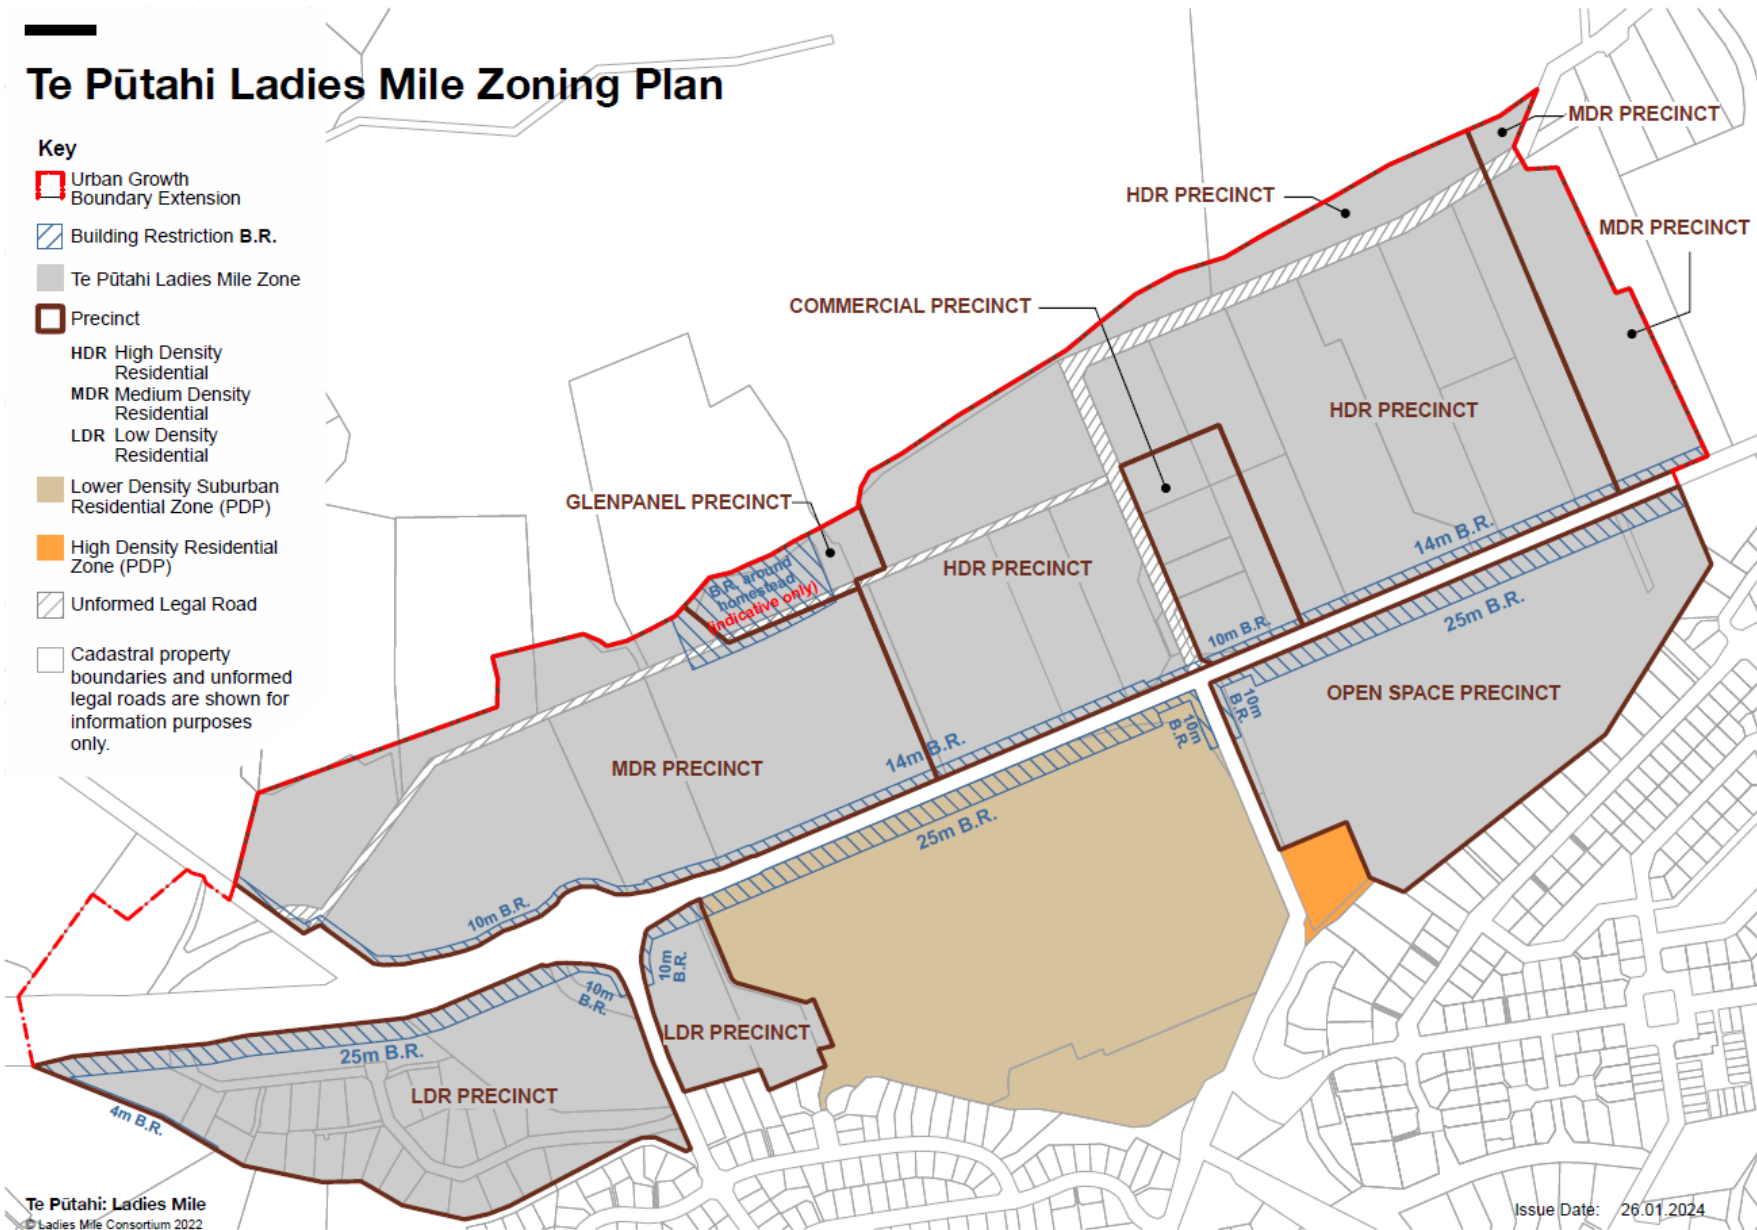 Te Pūtahi Ladies Mile Zoning Plan
Key
Urban Growth
Boundary Extension
Building Restriction B.R.
Te Pūtahi Ladies Mile Zone
Precinct
HDR High Density
Residential
MDR Medium Density
Residential
LDR Low Density
Residential
Lower Density Suburban
Residential Zone (PDP)
High Density Residential
Zone (PDP)
Unformed Legal Road
Cadastral property
boundaries and unformed
legal roads are shown for
information purposes
only.
MDR PRECINCT
HDR PRECINCT
MDR PRECINCT
COMMERCIAL PRECINCT
HDR PRECINCT
GLENPANEL PRECINCT
B.R. around
homestead
(indicative only)
HDR PRECINCT
14m B.R.
25m B.R.
10m B.R.
OPEN SPACE PRECINCT
10m
B.R.
10m
B.R.
MDR PRECINCT
14m B.R.
25m B.R.
10m B.R.
10m
B.R.
10m
B.R.
LDR PRECINCT
25m B.R.
LDR PRECINCT
4m B.R.
Te Pūtahi: Ladies Mile
© Ladies Mile Consortium 2022
Issue Date: 26.01.2024